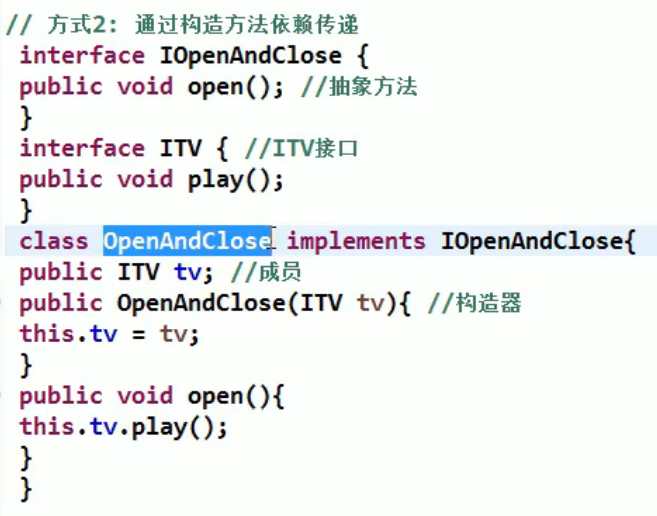 // 方式2: 通过构造方法依赖传递
interface IOpenAndClose {
public void open(); //抽象方法
}
interface ITV { //ITV接口
public void play();
}
class OpenAndClose implements IOpenAndClose{
public ITV tv; //成员
public OpenAndClose(ITV tv){ //构造器
this.tv = tv;
}
public void open(){
this.tv.play();
}
}